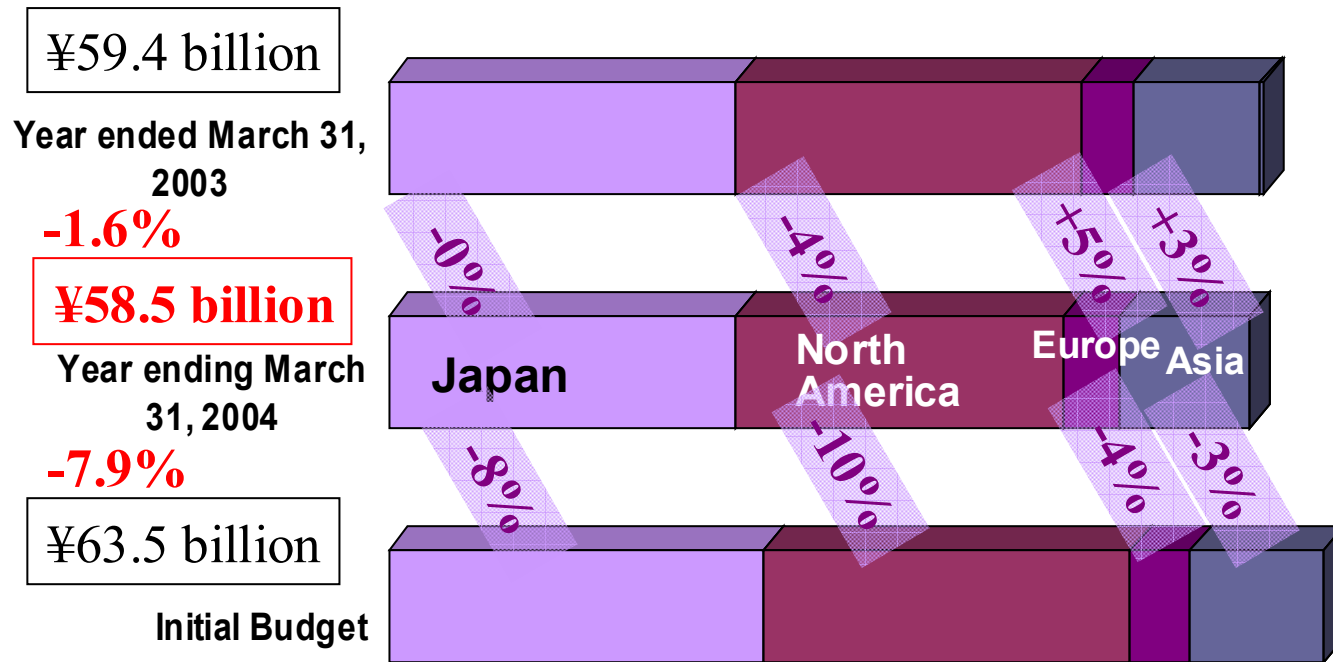 ¥59.4 billion
Year ended March 31,
2003
-1.6%
-0%
-4%
+5%
+3%
¥58.5 billion
Year ending March
31, 2004
Japan
North
America
Europe
Asia
-7.9%
-8%
-10%
-4%
-3%
¥63.5 billion
Initial Budget